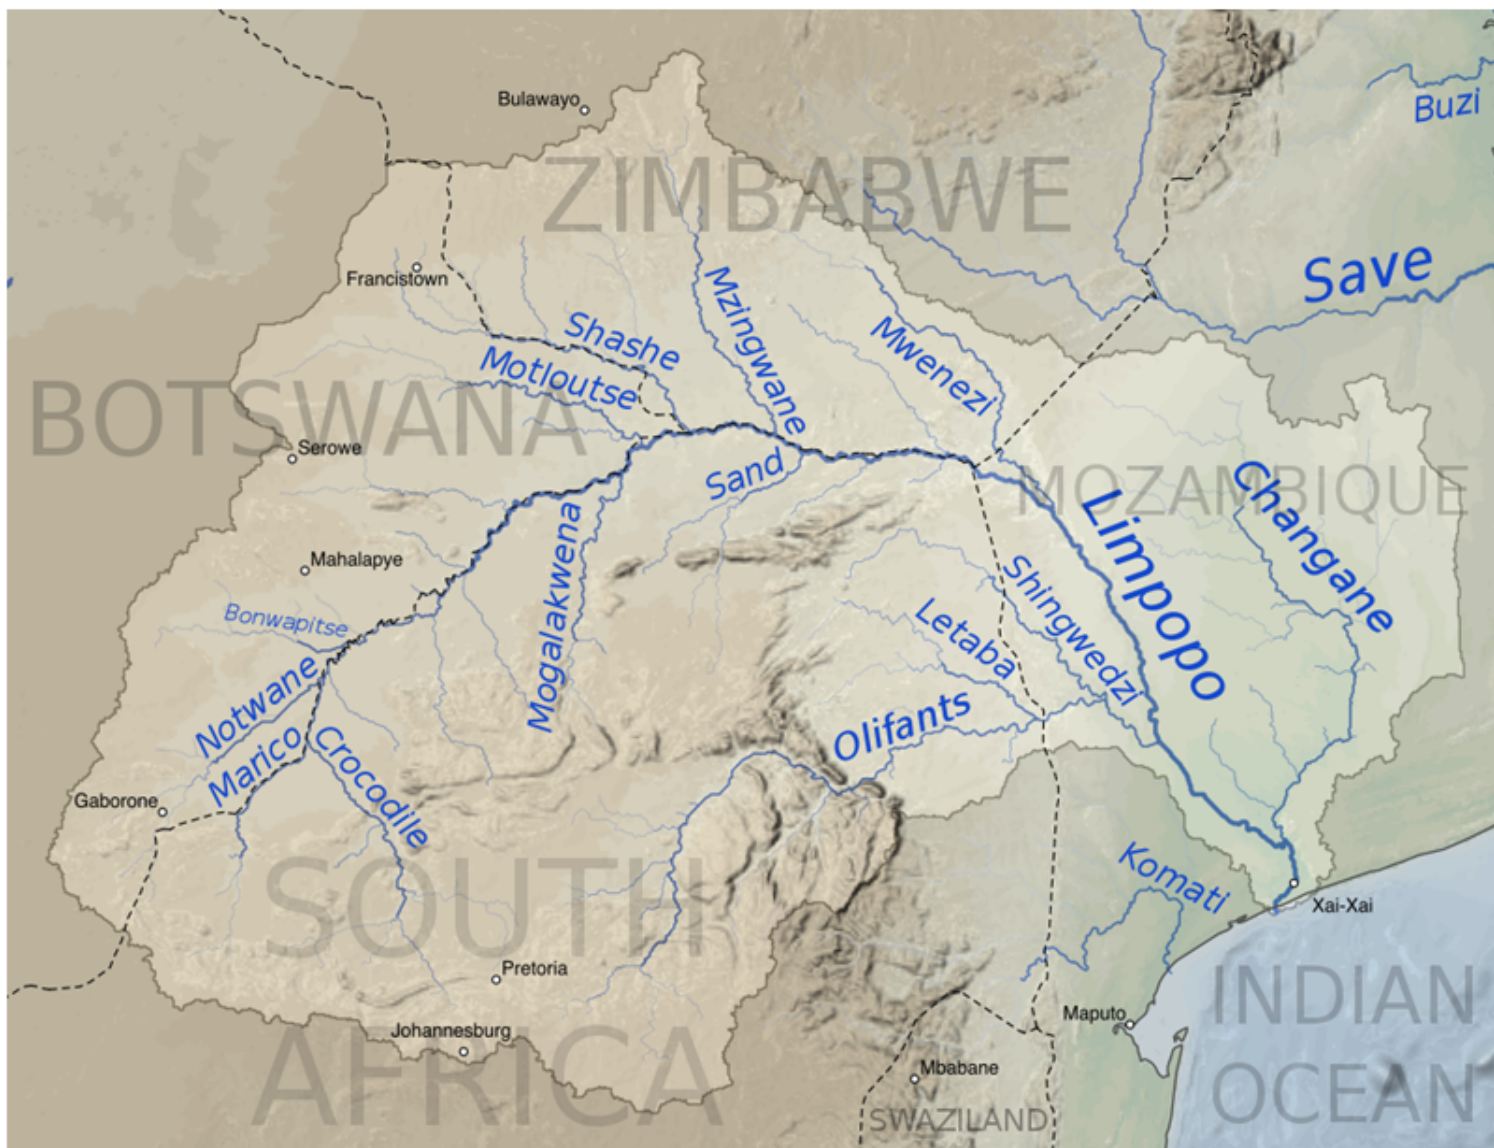 Buzi
Bulawayo
ZIMBABWE
Save
Francistown
Mzingwane
Shashe
Mwenezi
Motloutse
BOTSWANA
Serowe
Sand
MOZAMBIQUE
Changane
Limpopo
Mogalakwena
Mahalapye
Shingwedzi
Bonwapitse
Letaba
Notwane
Olifants
Marico
Crocodile
Gaborone
Komati
SOUTH
Xai-Xai
Pretoria
INDIAN
Maputo
Johannesburg
AFRICA
Mbabane
OCEAN
SWAZILAND